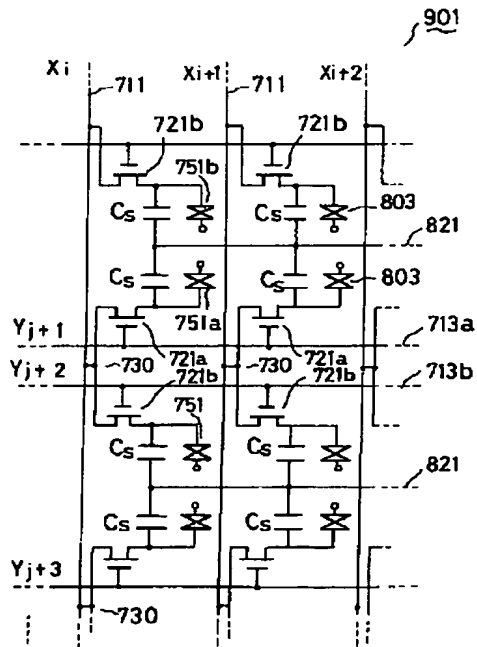 901
Xi 711 Xi+1 711 Xi+2
721b 721b
751b
Cs Cs 803
821
Cs Cs 803
751a
Yj+1 713a
721a 721a
730 730
Yj+2 721b 721b 713b
751
Cs Cs
821
Cs Cs
Yj+3
730